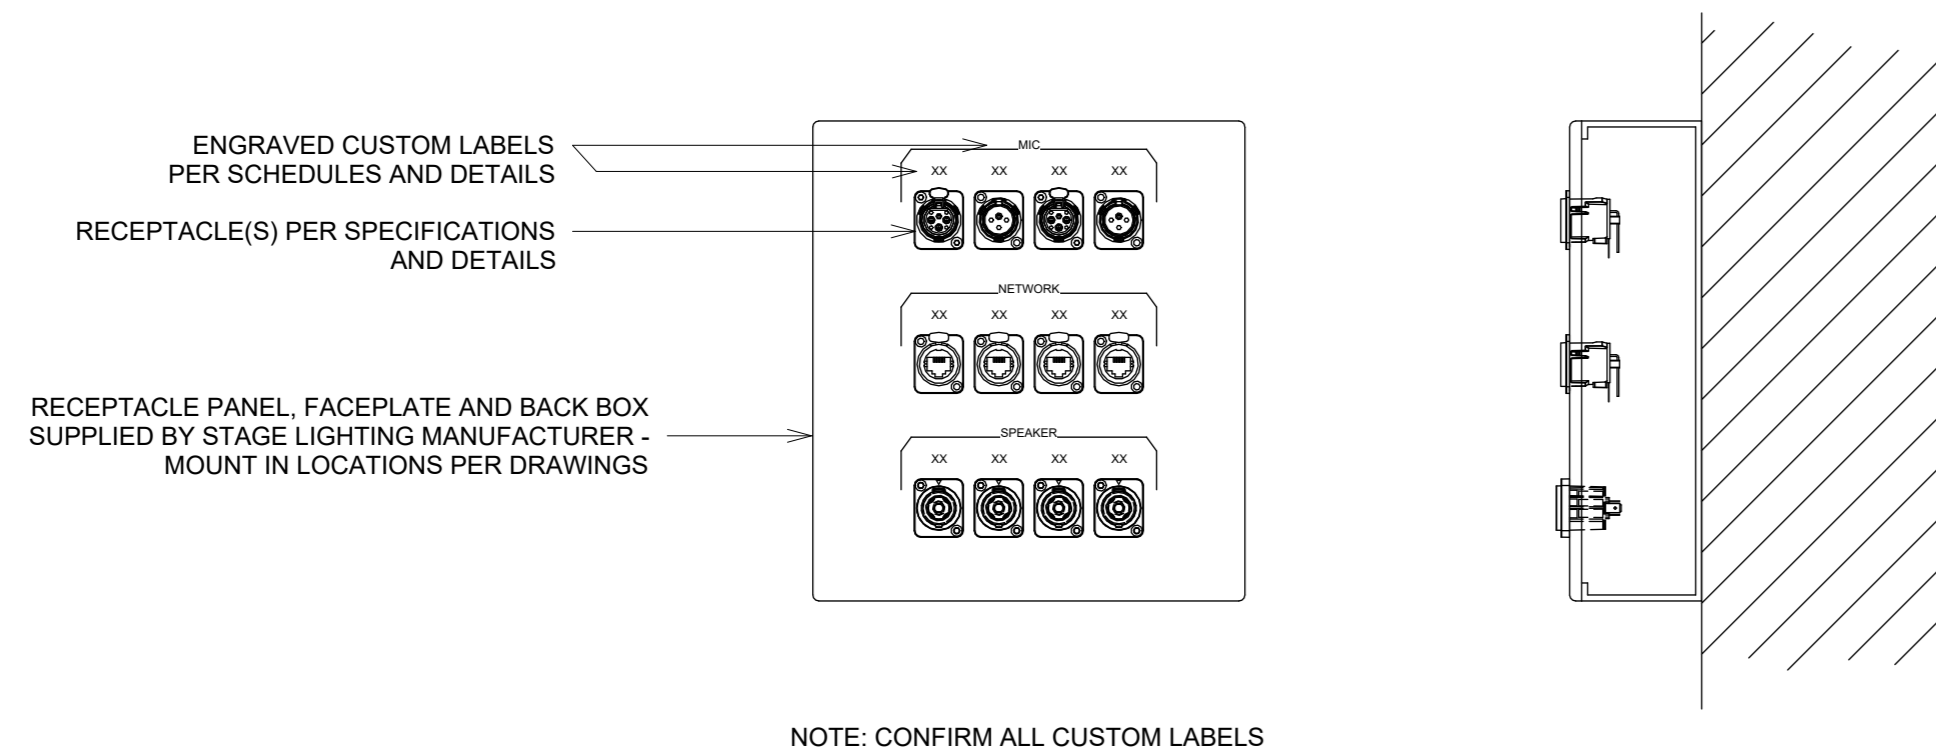 ENGRAVED CUSTOM LABELS
PER SCHEDULES AND DETAILS
RECEPTACLE(S) PER SPECIFICATIONS
AND DETAILS
RECEPTACLE PANEL, FACEPLATE AND BACK BOX
SUPPLIED BY STAGE LIGHTING MANUFACTURER -
MOUNT IN LOCATIONS PER DRAWINGS
MIC
XX XX XX XX
NETWORK
XX XX XX XX
SPEAKER
XX XX XX XX
NOTE: CONFIRM ALL CUSTOM LABELS